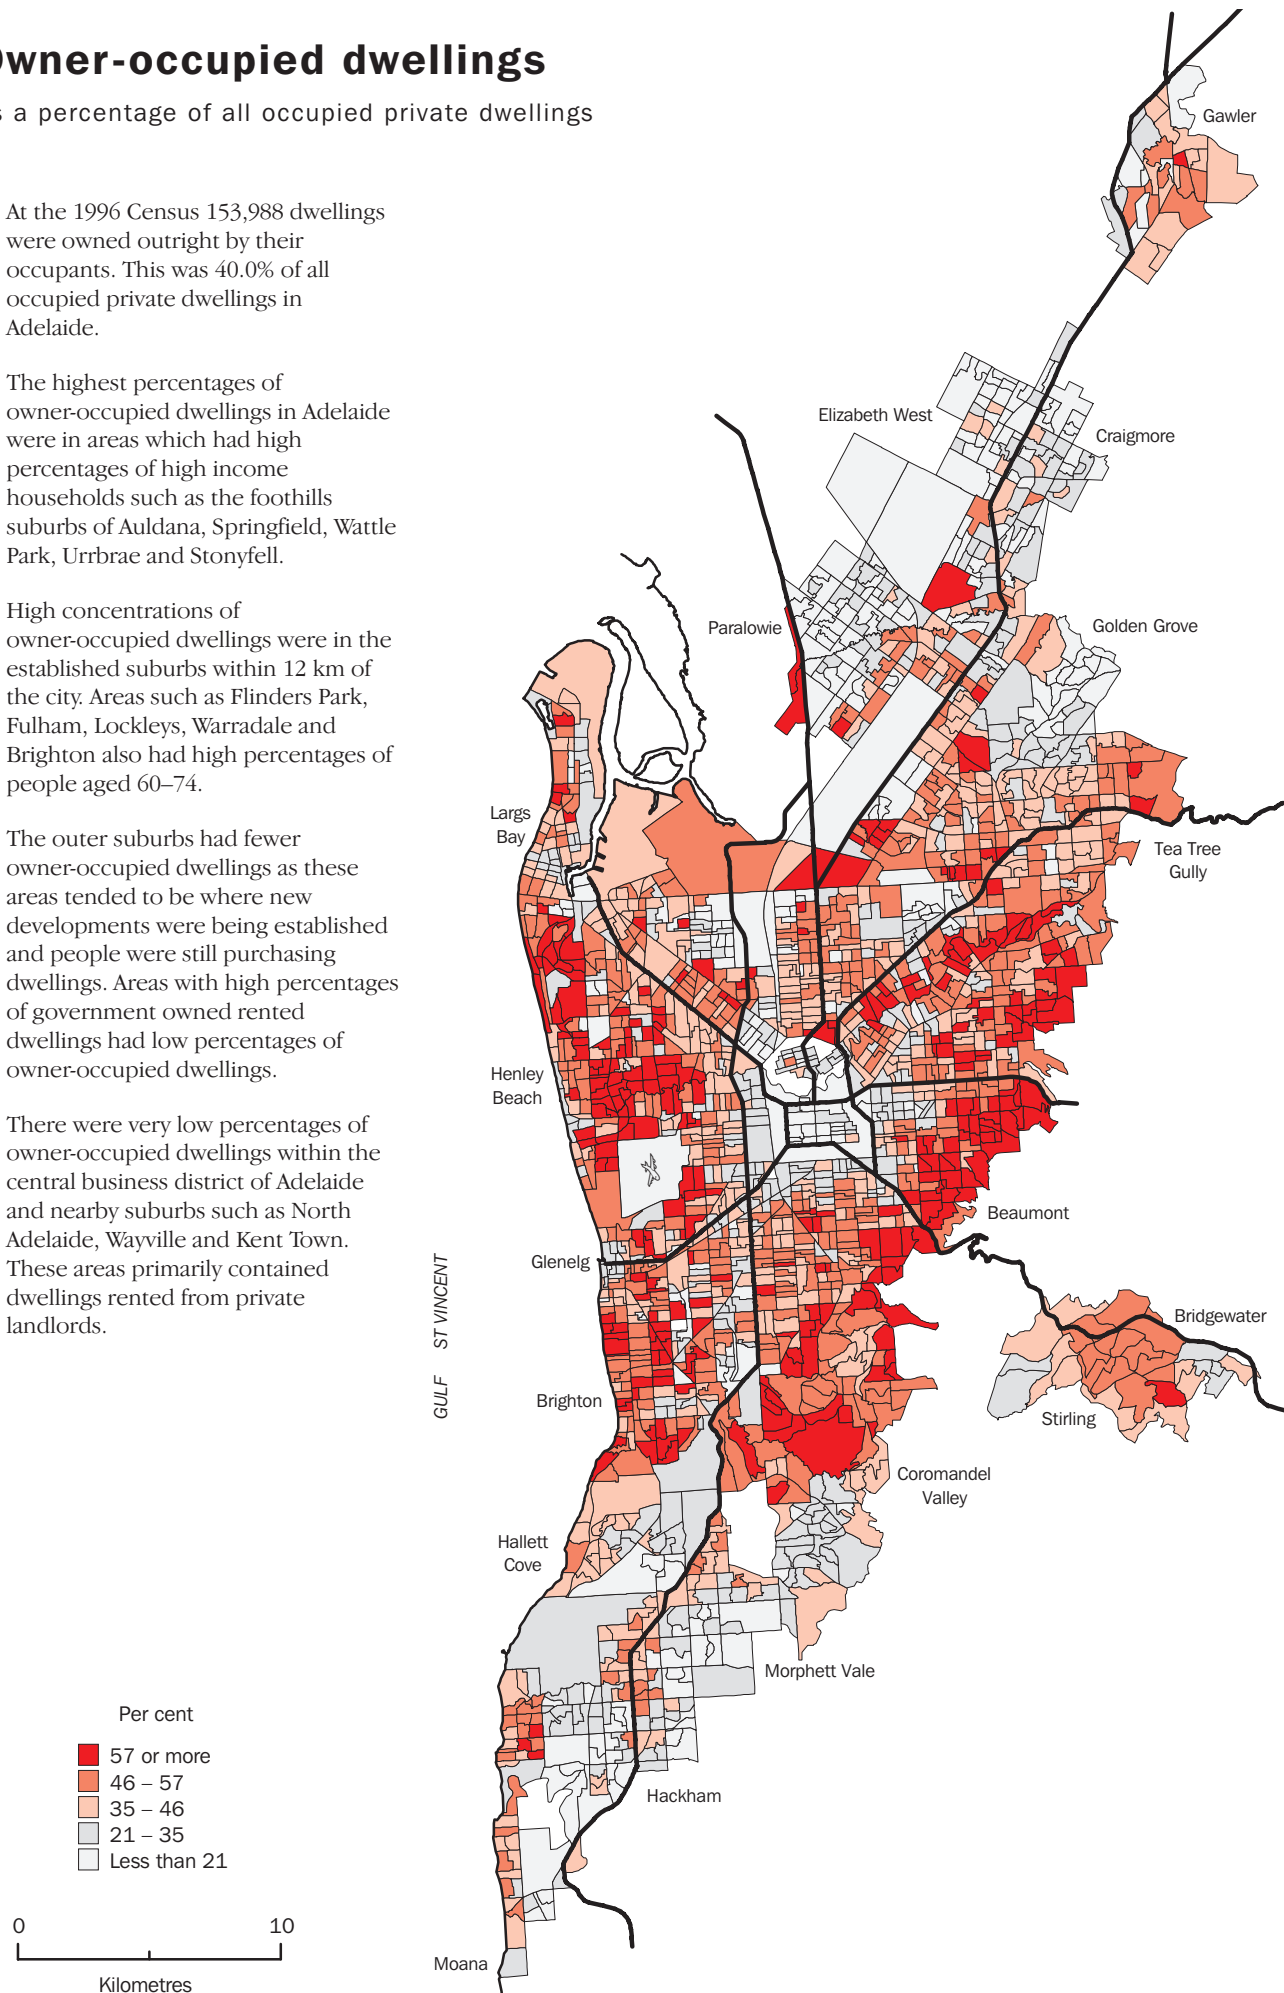 Owner-occupied dwellings
s a percentage of all occupied private dwellings
At the 1996 Census 153,988 dwellings
were owned outright by their
occupants. This was 40.0% of all
occupied private dwellings in
Adelaide.
The highest percentages of
owner-occupied dwellings in Adelaide
were in areas which had high
percentages of high income
households such as the foothills
suburbs of Auldana, Springfield, Wattle
Park, Urrbrae and Stonyfell.
High concentrations of
owner-occupied dwellings were in the
established suburbs within 12 km of
the city. Areas such as Flinders Park,
Fulham, Lockleys, Warradale and
Brighton also had high percentages of
people aged 60–74.
The outer suburbs had fewer
owner-occupied dwellings as these
areas tended to be where new
developments were being established
and people were still purchasing
dwellings. Areas with high percentages
of government owned rented
dwellings had low percentages of
owner-occupied dwellings.
There were very low percentages of
owner-occupied dwellings within the
central business district of Adelaide
and nearby suburbs such as North
Adelaide, Wayville and Kent Town.
These areas primarily contained
dwellings rented from private
landlords.
Gawler
Elizabeth West
Craigmore
Paralowie
Golden Grove
Largs
Bay
Tea Tree
Gully
Henley
Beach
Beaumont
Glenelg
GULF ST VINCENT
Bridgewater
Brighton
Stirling
Coromandel
Valley
Hallett
Cove
Morphett Vale
Hackham
Moana
Per cent
57 or more
46 – 57
35 – 46
21 – 35
Less than 21
0 10
Kilometres